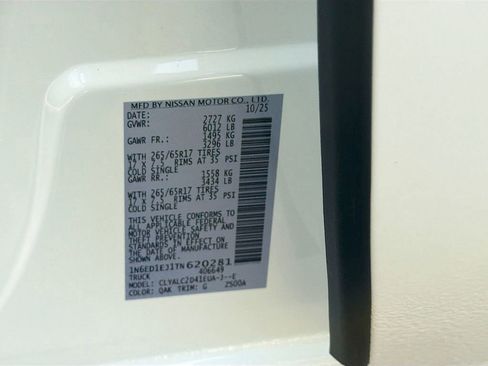 MFD BY NISSAN MOTOR CO., LTD.
DATE: 10/25
GVWR: 2727 KG
6012 LB
GAWR FR.: 1495 KG
3296 LB
WITH 265/65R17 TIRES
17 X 7.5 RIMS AT 35 PSI
COLD SINGLE
GAWR RR.: 1558 KG
3434 LB
WITH 265/65R17 TIRES
17 X 7.5 RIMS AT 35 PSI
COLD SINGLE
THIS VEHICLE CONFORMS TO
ALL APPLICABLE FEDERAL
MOTOR VEHICLE SAFETY AND
THEFT PREVENTION
STANDARDS IN EFFECT ON
THE DATE OF MANUFACTURE
SHOWN ABOVE.
1N6ED1EJ1TN620281
TRUCK 406649
MODEL: CLYALC2D41EUA-J--E
COLOR: QAK TRIM: G 2S00A